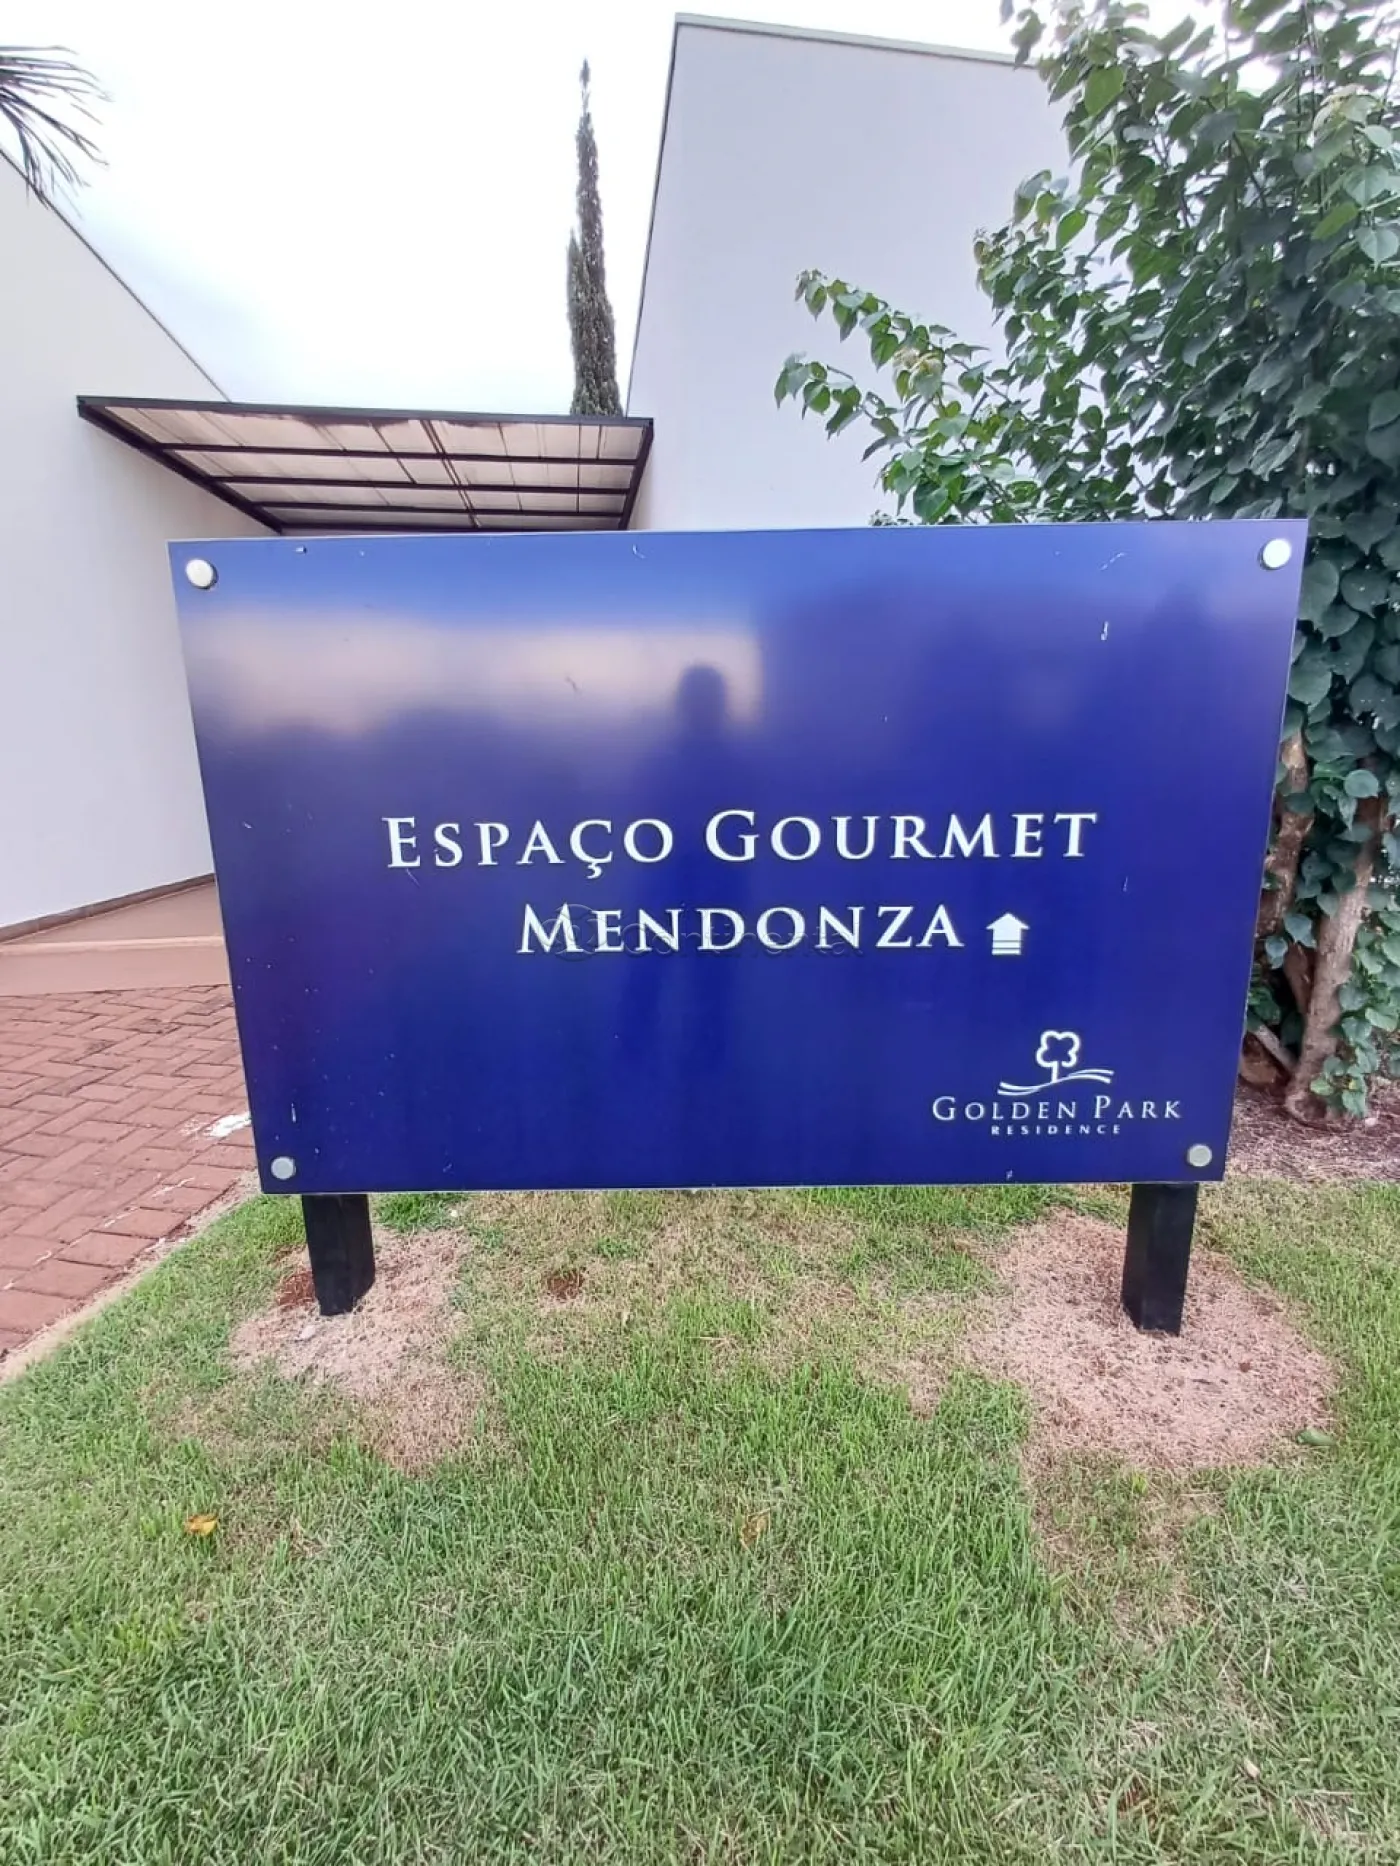 Espaço Gourmet
Mendonza
Golden Park
RESIDENCE